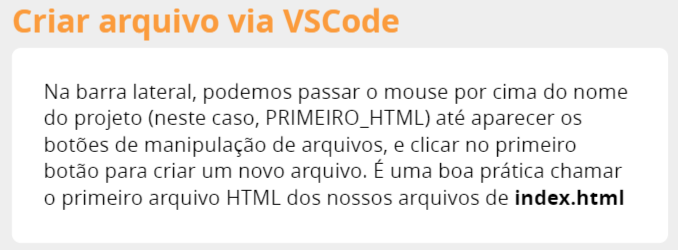 Criar arquivo via VSCode
Na barra lateral, podemos passar o mouse por cima do nome
do projeto (neste caso, PRIMEIRO_HTML) até aparecer os
botões de manipulação de arquivos, e clicar no primeiro
botão para criar um novo arquivo. É uma boa prática chamar
o primeiro arquivo HTML dos nossos arquivos de index.html